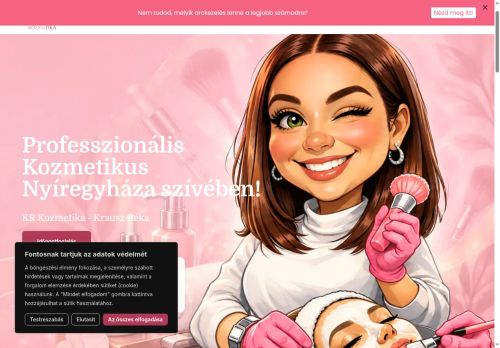 Nem tudod, melyik arckezelés lenne a legjobb számodra?
Nézd meg itt!
KOZMETIKA
Professzionális
Kozmetikus
Nyíregyháza szívében!
KR-Kozmetika - Krausz Réka
Időpontfoglalás
Fontosnak tartjuk az adatok védelmét
A böngészési élmény fokozása, a személyre szabott
hirdetések vagy tartalmak megjelenítése, valamint a
forgalom elemzése érdekében sütiket (cookie)
használunk. A "Mindet elfogadom" gombra kattintva
hozzájárulhat a sütik használatához.
Testreszabás
Elutasít
Az összes elfogadása